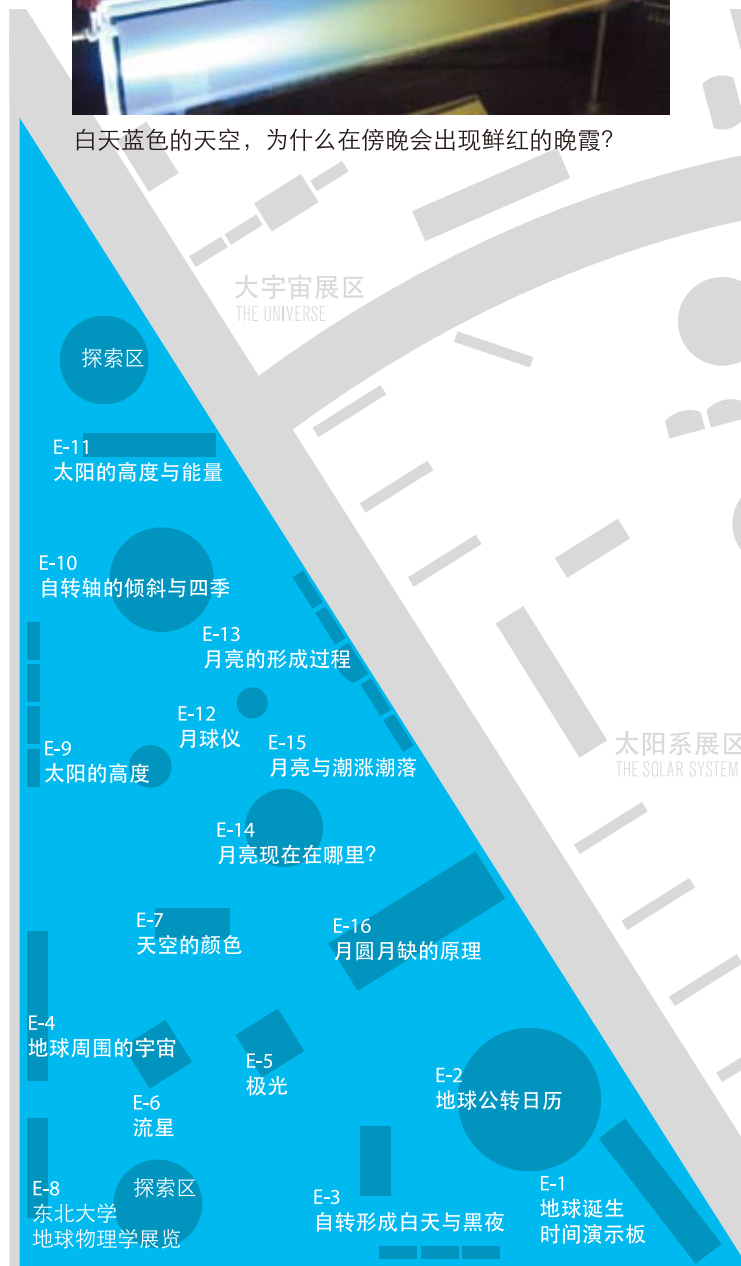 白天蓝色的天空，为什么在傍晚会出现鲜红的晚霞？
大宇宙展区
THE UNIVERSE
探索区
E-11
太阳的高度与能量
E-10
自转轴的倾斜与四季
E-13
月亮的形成过程
E-12
月球仪
E-15
月亮与潮涨潮落
E-9
太阳的高度
太阳系展区
THE SOLAR SYSTEM
E-14
月亮现在在哪里？
E-7
天空的颜色
E-16
月圆月缺的原理
E-4
地球周围的宇宙
E-5
极光
E-2
地球公转日历
E-6
流星
E-8
东北大学
地球物理学展览
探索区
E-3
自转形成白天与黑夜
E-1
地球诞生
时间演示板